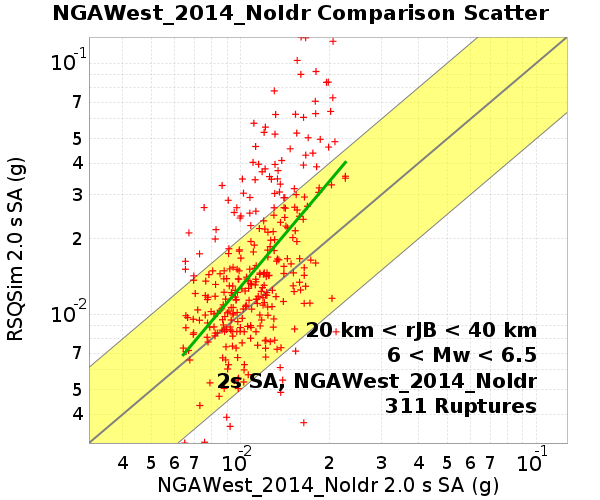 NGAWest_2014_NoIdr Comparison Scatter
RSQSim 2.0 s SA (g)
10-1
7
5
4
3
2
10-2
7
5
4
20 km < rJB < 40 km
6 < Mw < 6.5
2s SA, NGAWest_2014_NoIdr
311 Ruptures
4 5 6 7 10-2 2 3 4 5 6 7 10-1
NGAWest_2014_NoIdr 2.0 s SA (g)